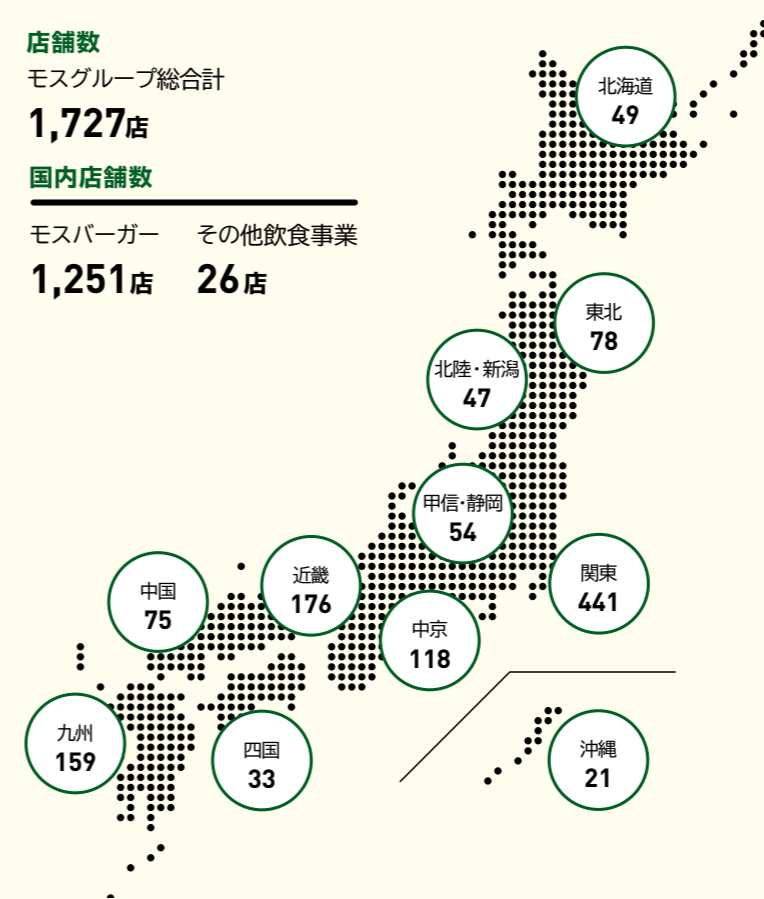 店舗数
モスグループ総合計
1,727店
国内店舗数
モスバーガー
1,251店
その他飲食事業
26店
北海道
49
東北
78
北陸・新潟
47
甲信・静岡
54
関東
441
近畿
176
中京
118
中国
75
九州
159
四国
33
沖縄
21